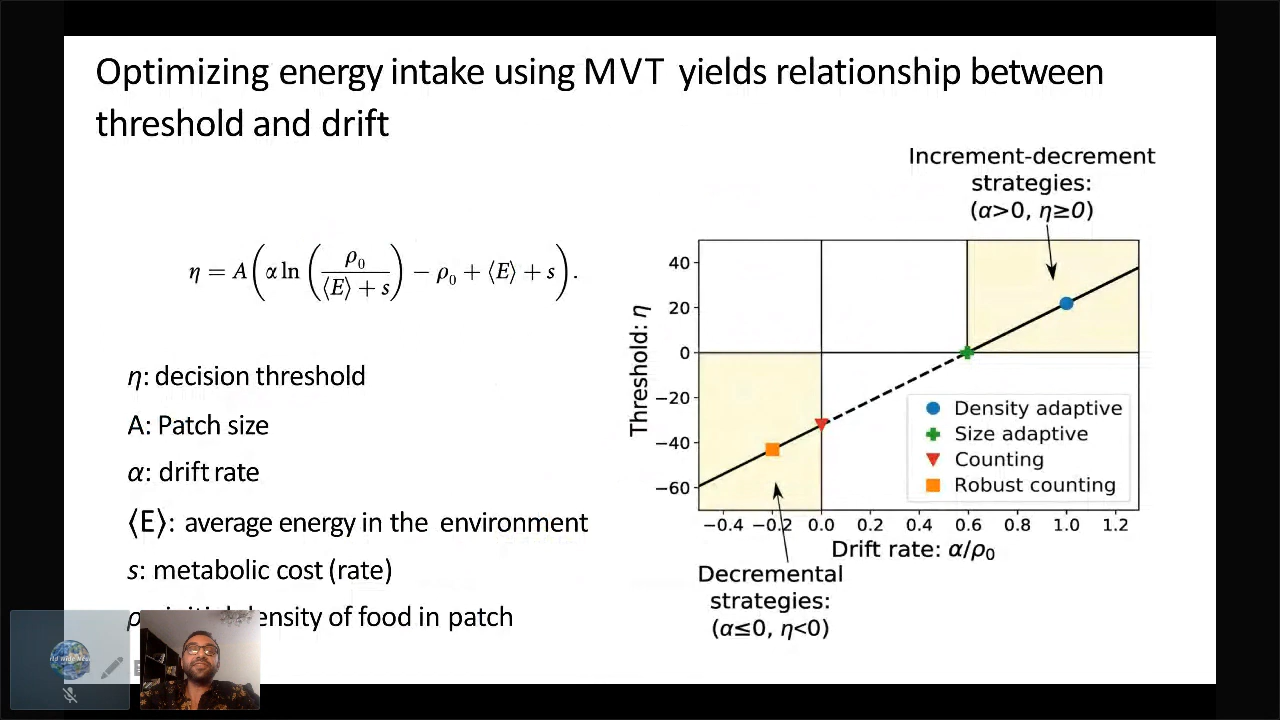 Optimizing energy intake using MVT yields relationship between
threshold and drift
η = A(α ln(ρ₀/(⟨E⟩ + s)) − ρ₀ + ⟨E⟩ + s).
η: decision threshold
A: Patch size
α: drift rate
⟨E⟩: average energy in the environment
s: metabolic cost (rate)
density of food in patch
Increment-decrement
strategies:
(α>0, η≥0)
Threshold: η
40
20
0
−20
−40
−60
Density adaptive
Size adaptive
Counting
Robust counting
−0.4 −0.2 0.0 0.2 0.4 0.6 0.8 1.0 1.2
Drift rate: α/ρ₀
Decremental
strategies:
(α≤0, η<0)